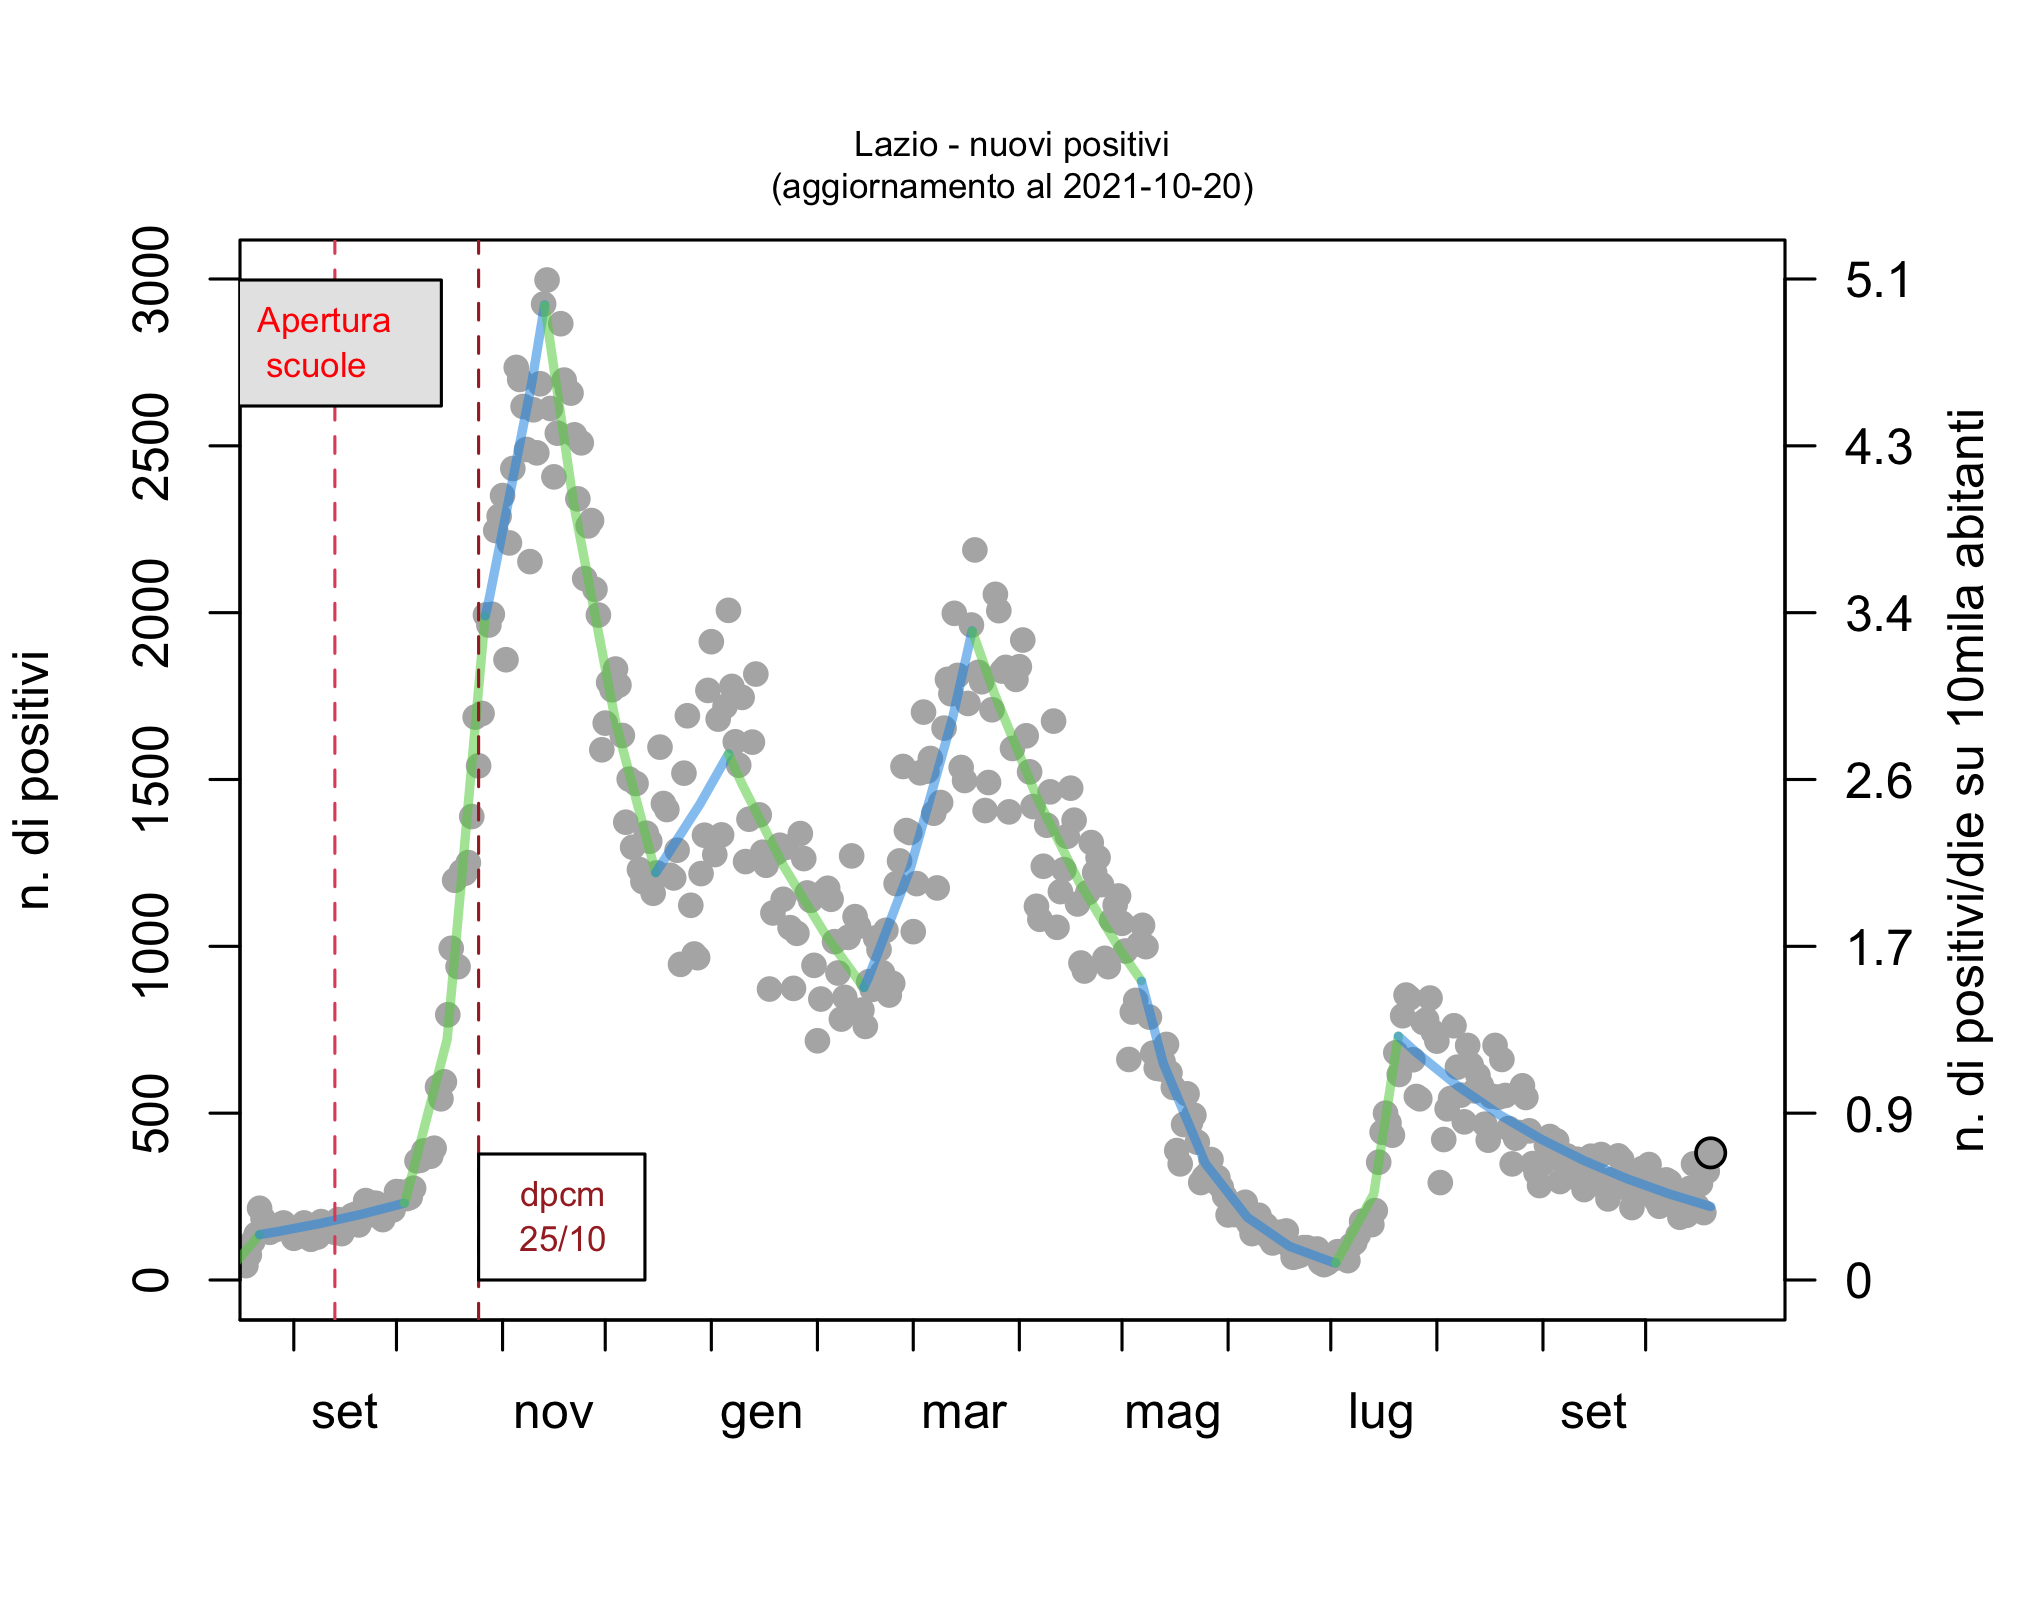 Lazio - nuovi positivi
(aggiornamento al 2021-10-20)
n. di positivi
3000
2500
2000
1500
1000
500
0
Apertura
scuole
dpcm
25/10
5.1
4.3
3.4
2.6
1.7
0.9
0
n. di positivi/die su 10mila abitanti
set
nov
gen
mar
mag
lug
set